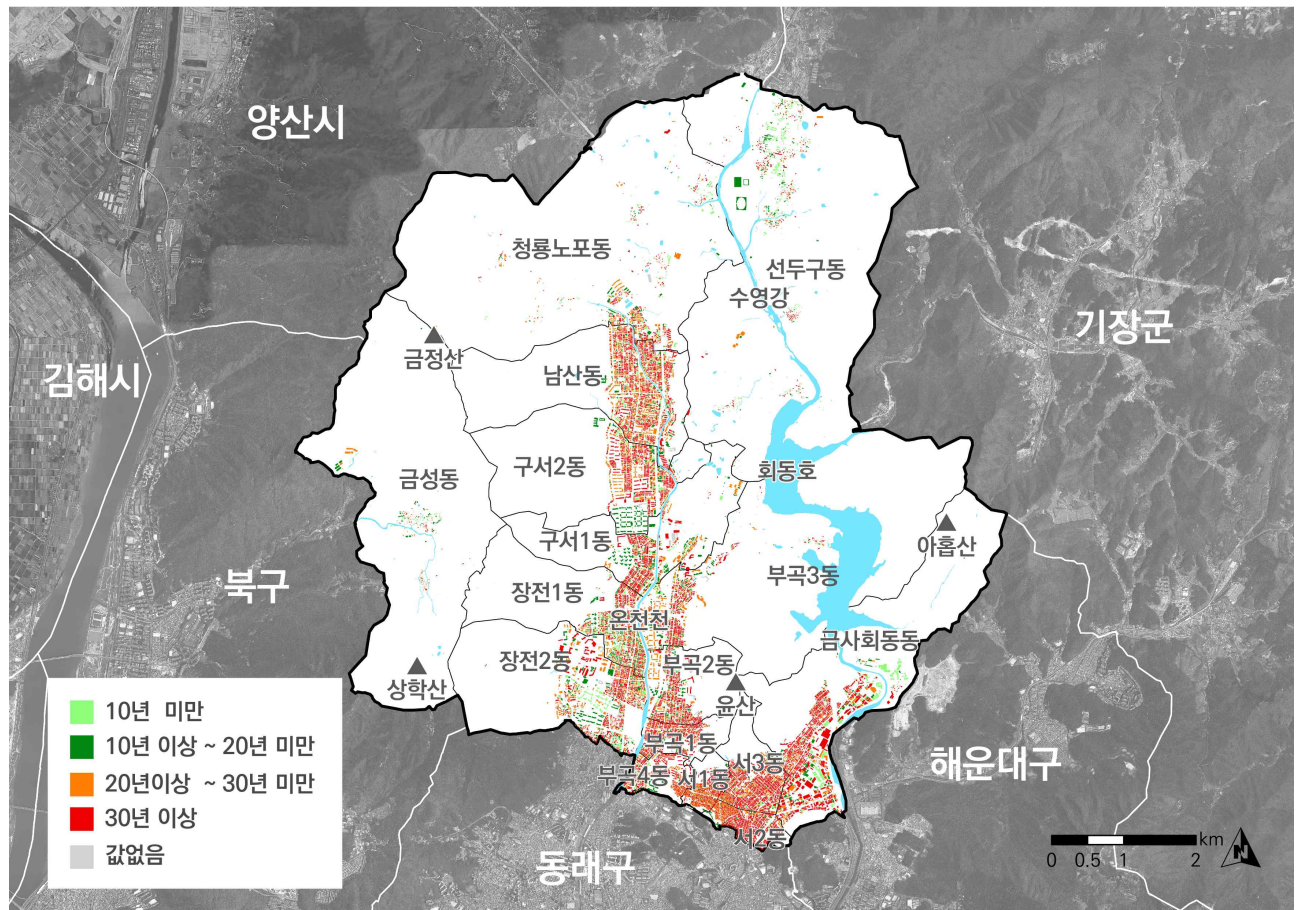 양산시
청룡노포동
선두구동
수영강
기장군
금정산
김해시
남산동
구서2동
회동호
금성동
아홉산
구서1동
부곡3동
북구
장전1동
온천천
금사회동동
장전2동
부곡2동
상학산
윤산
부곡1동
해운대구
서3동
부곡4동
서1동
서2동
동래구
10년 미만
10년 이상 ~ 20년 미만
20년이상 ~ 30년 미만
30년 이상
값없음
km
0 0.5 1 2
N